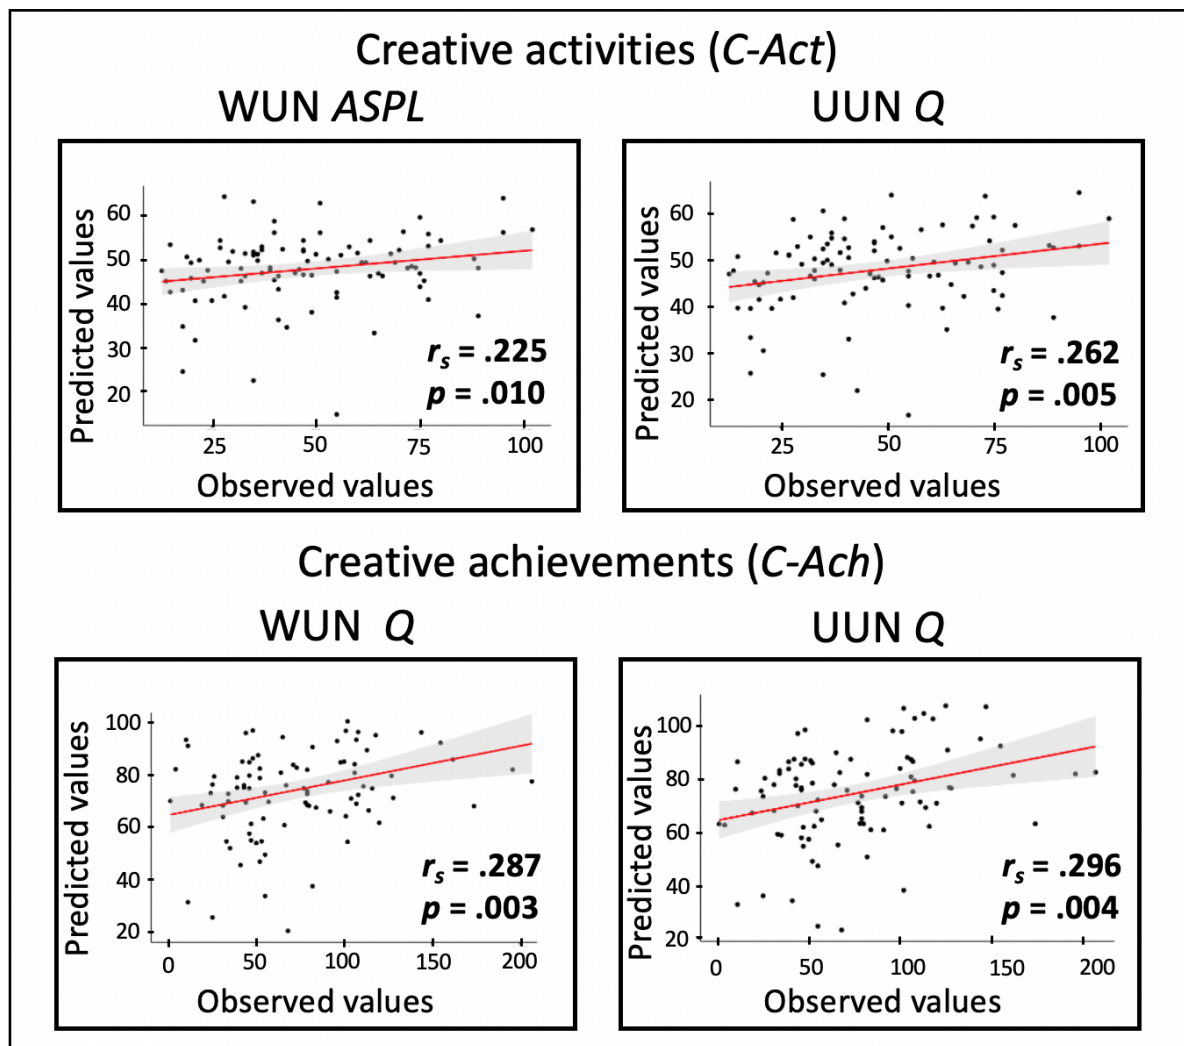 Creative activities (C-Act)
WUN ASPL
UUN Q
Predicted values
60
50
40
30
20
r_s = .225
p = .010
25
50
75
100
Observed values
Predicted values
60
50
40
30
20
r_s = .262
p = .005
25
50
75
100
Observed values
Creative achievements (C-Ach)
WUN Q
UUN Q
Predicted values
100
80
60
40
20
r_s = .287
p = .003
0
50
100
150
200
Observed values
Predicted values
100
80
60
40
20
r_s = .296
p = .004
0
50
100
150
200
Observed values